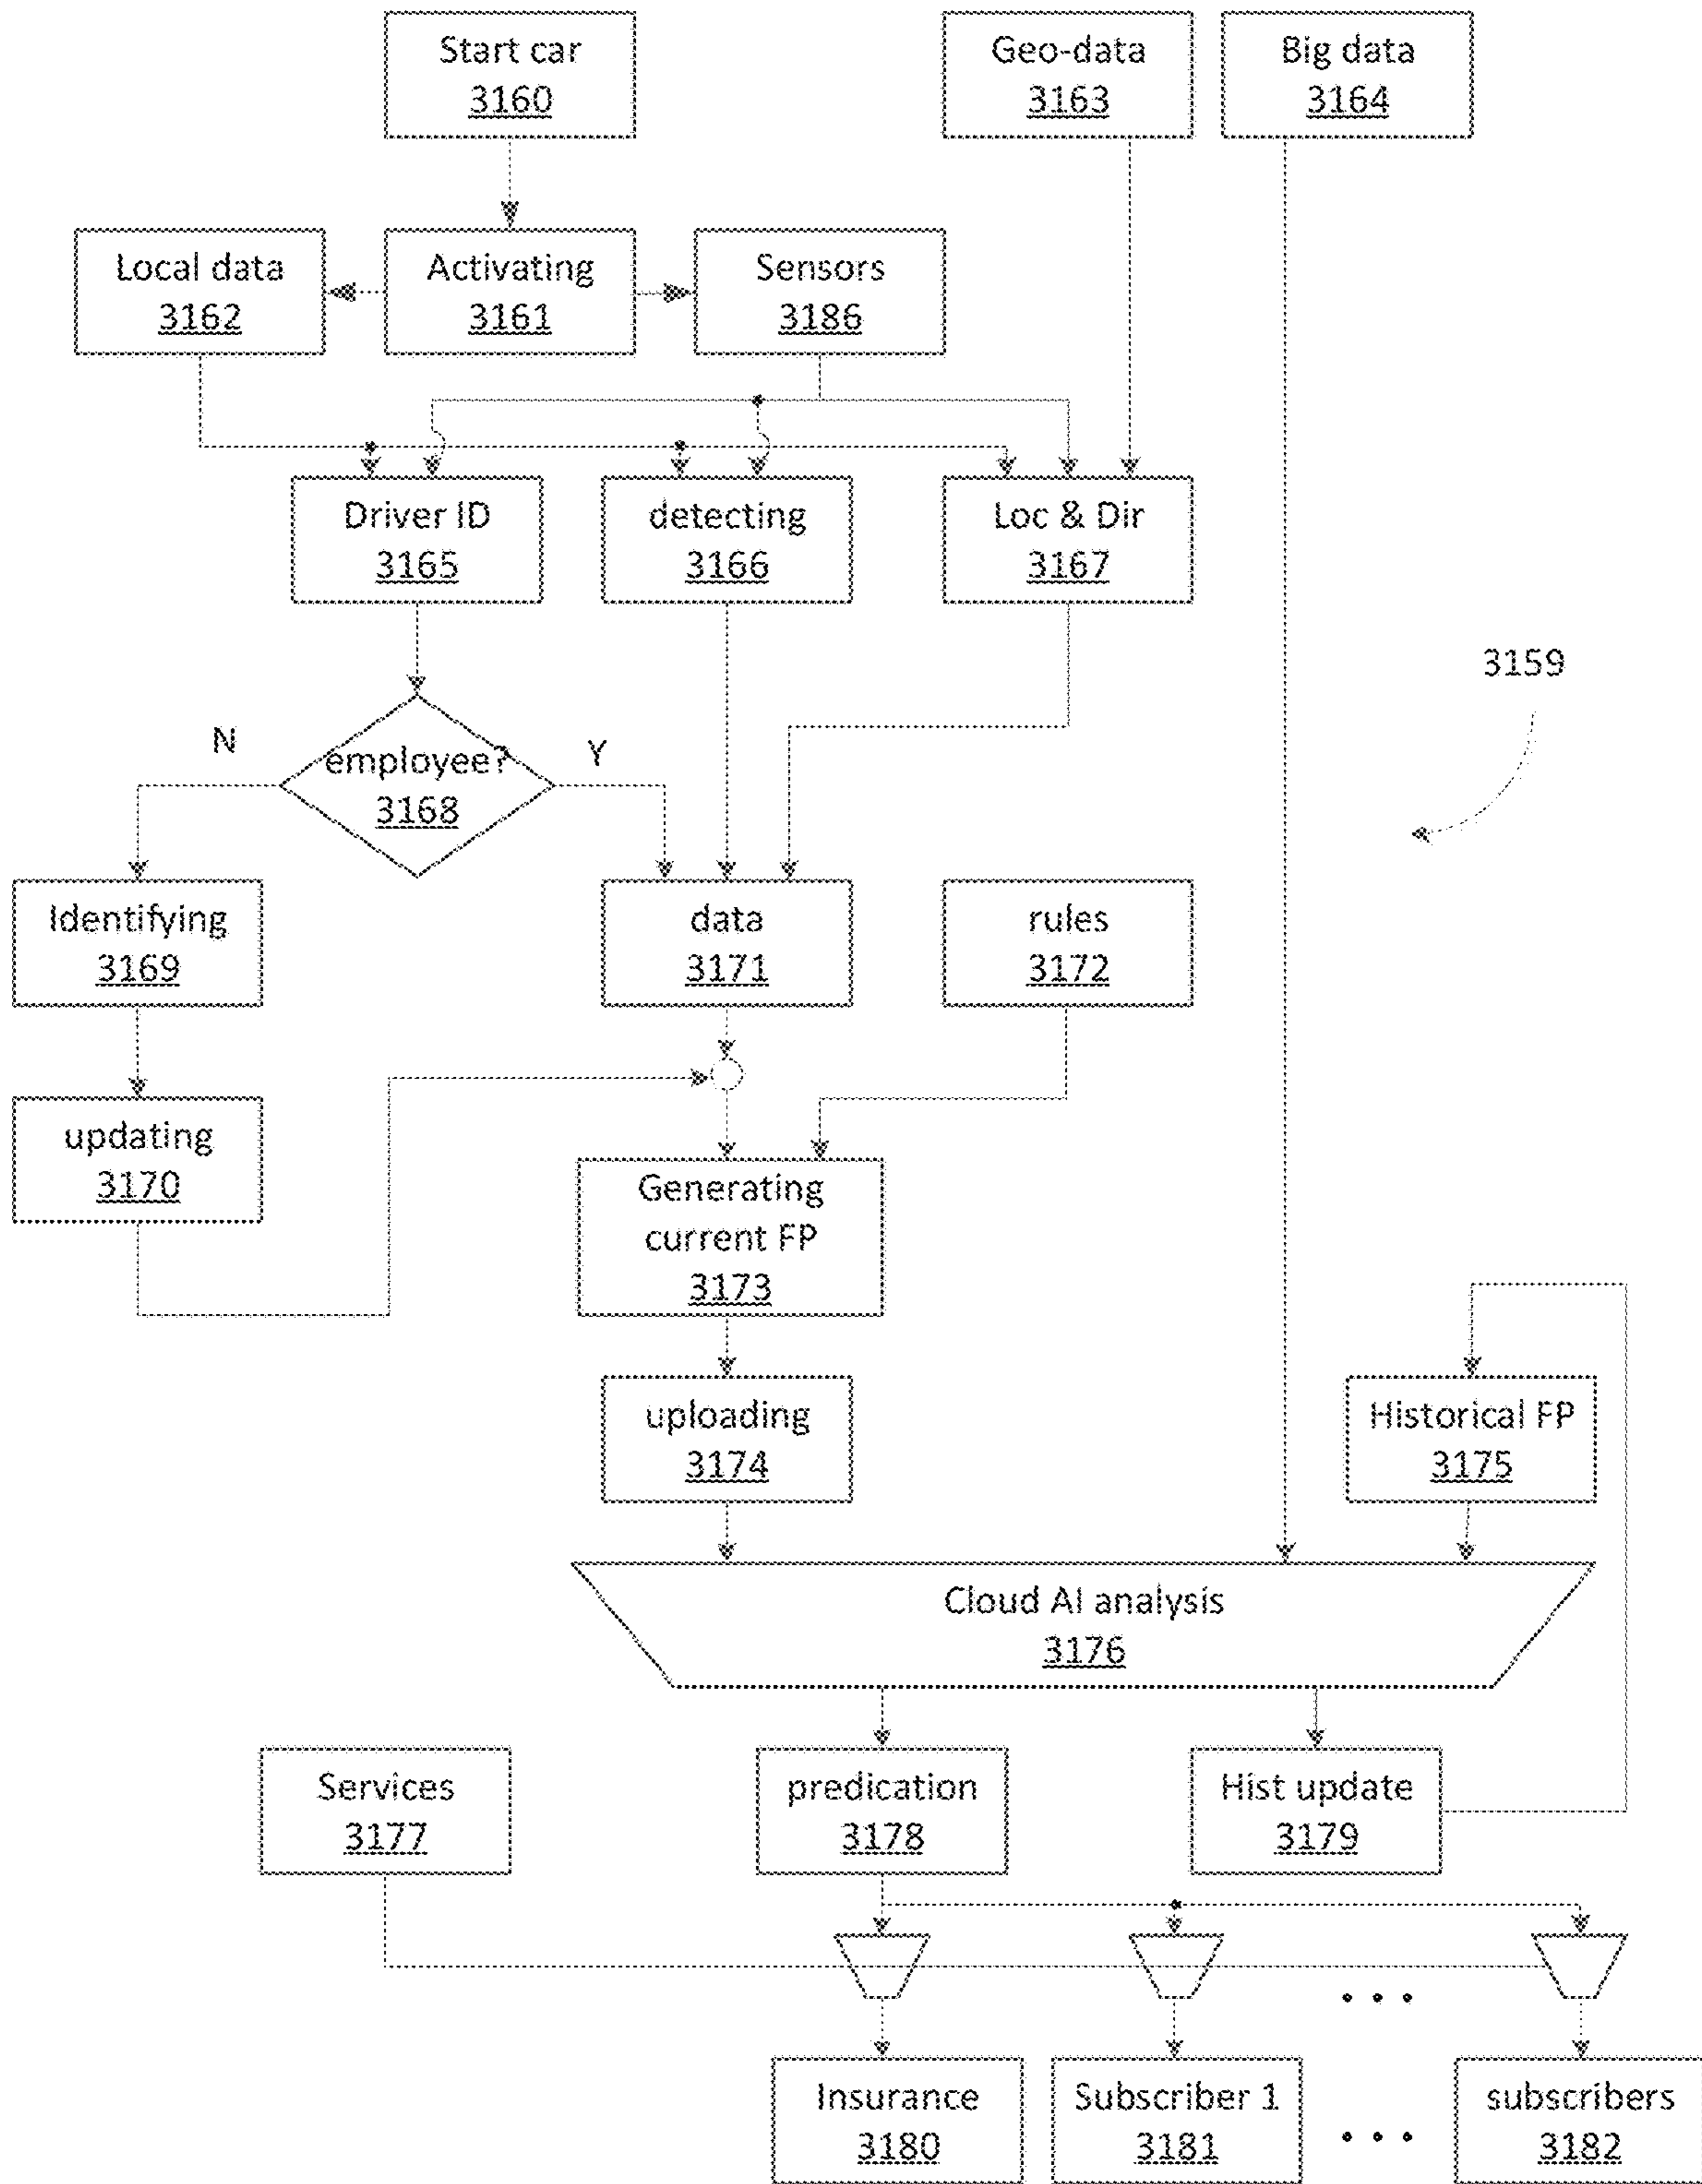 Start car
3160
Geo-data
3163
Big data
3164
Local data
3162
Activating
3161
Sensors
3186
Driver ID
3165
detecting
3166
Loc & Dir
3167
3159
N
employee?
3168
Y
Identifying
3169
data
3171
rules
3172
updating
3170
Generating
current FP
3173
uploading
3174
Historical FP
3175
Cloud AI analysis
3176
Services
3177
predication
3178
Hist update
3179
• • •
Insurance
3180
Subscriber 1
3181
• • •
subscribers
3182